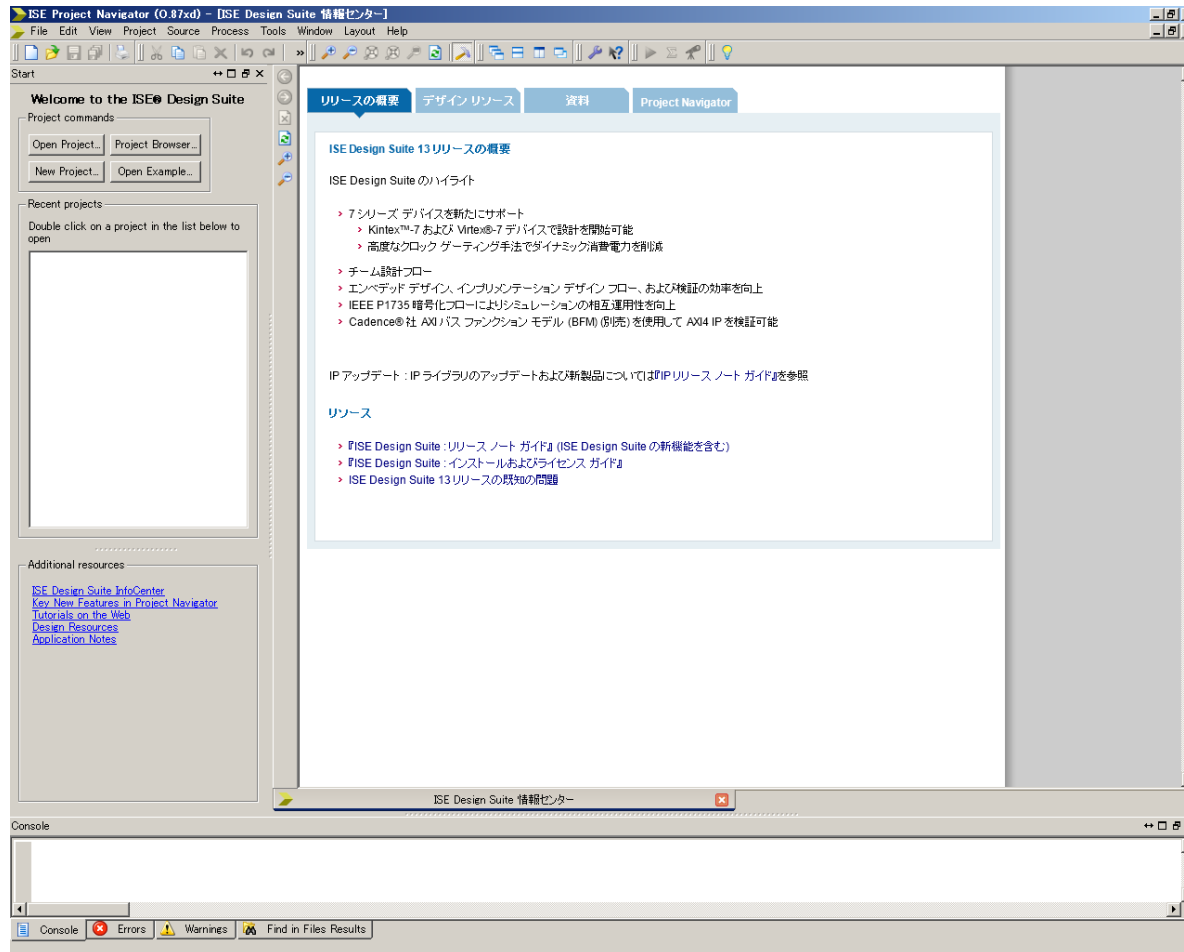 ISE Project Navigator (O.87xd) - [ISE Design Suite 情報センター]
File Edit View Project Source Process Tools Window Layout Help
Start
Welcome to the ISE® Design Suite
Project commands
Open Project... Project Browser...
New Project... Open Example...
Recent projects
Double click on a project in the list below to
open
Additional resources
ISE Design Suite InfoCenter
Key New Features in Project Navigator
Tutorials on the Web
Design Resources
Application Notes
リリースの概要 デザイン リソース 資料 Project Navigator
ISE Design Suite 13 リリースの概要
ISE Design Suite のハイライト
7 シリーズ デバイスを新たにサポート
Kintex™-7 および Virtex®-7 デバイスで設計を開始可能
高度なクロック ゲーティング手法でダイナミック消費電力を削減
チーム設計フロー
エンベデッド デザイン、インプリメンテーション デザイン フロー、および検証の効率を向上
IEEE P1735 暗号化フローによりシミュレーションの相互運用性を向上
Cadence® 社 AXI バス ファンクション モデル (BFM) (別売) を使用して AXI4 IP を検証可能
IP アップデート : IP ライブラリのアップデートおよび新製品については『IP リリース ノート ガイド』を参照
リソース
『ISE Design Suite : リリース ノート ガイド』 (ISE Design Suite の新機能を含む)
『ISE Design Suite : インストールおよびライセンス ガイド』
ISE Design Suite 13 リリースの既知の問題
ISE Design Suite 情報センター
Console
Console Errors Warnings Find in Files Results